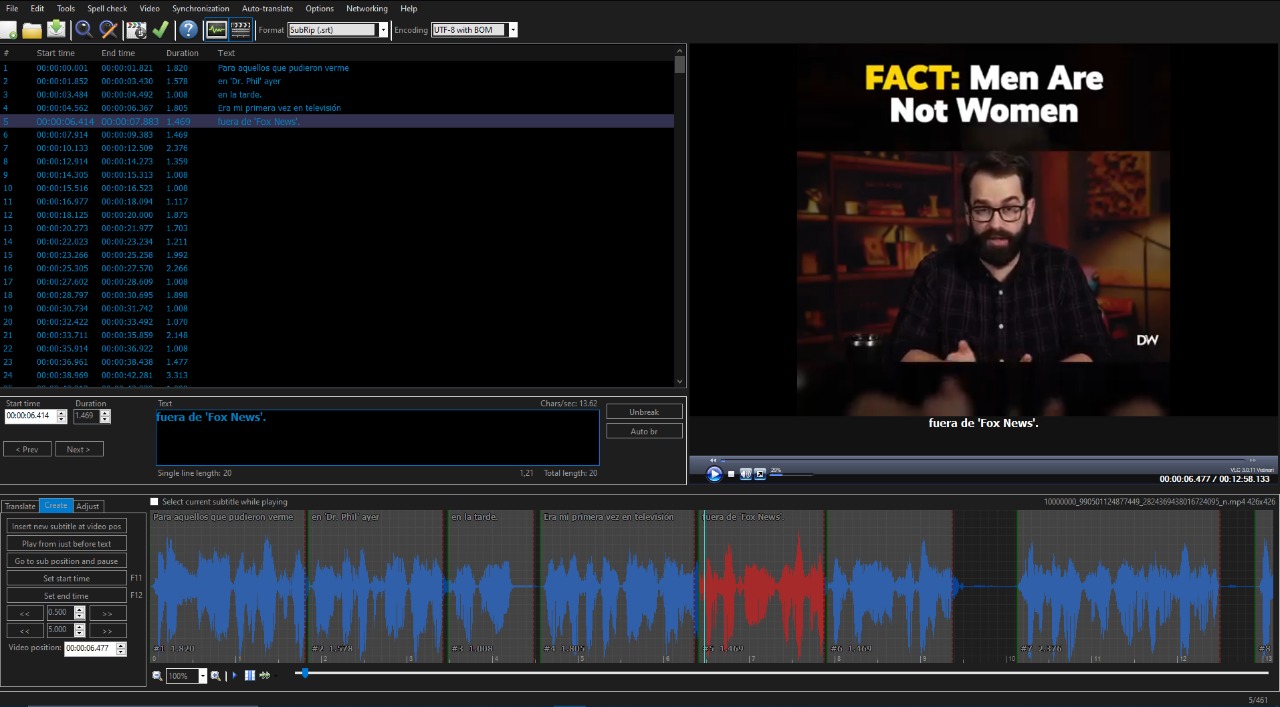 File Edit Tools Spell check Video Synchronization Auto-translate Options Networking Help
Format SubRip (.srt) Encoding UTF-8 with BOM
# Start time End time Duration Text
1 00:00:00.001 00:00:01.821 1.820 Para aquellos que pudieron verme
2 00:00:01.852 00:00:03.430 1.578 en 'Dr. Phil' ayer
3 00:00:03.484 00:00:04.492 1.008 en la tarde.
4 00:00:04.562 00:00:06.367 1.805 Era mi primera vez en televisión
5 00:00:06.414 00:00:07.883 1.469 fuera de 'Fox News'.
6 00:00:07.914 00:00:09.383 1.469
7 00:00:10.133 00:00:12.509 2.376
8 00:00:12.914 00:00:14.273 1.359
9 00:00:14.305 00:00:15.313 1.008
10 00:00:15.516 00:00:16.523 1.008
11 00:00:16.977 00:00:18.094 1.117
12 00:00:18.125 00:00:20.000 1.875
13 00:00:20.273 00:00:21.977 1.703
14 00:00:22.023 00:00:23.234 1.211
15 00:00:23.266 00:00:25.258 1.992
16 00:00:25.305 00:00:27.570 2.266
17 00:00:27.602 00:00:28.609 1.008
18 00:00:28.797 00:00:30.695 1.898
19 00:00:30.734 00:00:31.742 1.008
20 00:00:32.422 00:00:33.492 1.070
21 00:00:33.711 00:00:35.859 2.148
22 00:00:35.914 00:00:36.922 1.008
23 00:00:36.961 00:00:38.438 1.477
24 00:00:38.969 00:00:42.281 3.313
FACT: Men Are
Not Women
DW
fuera de 'Fox News'.
20%
VLC 3.0.11 Vetinari
00:00:06.477 / 00:12:58.133
Start time Duration Text Chars/sec: 13.62
00:00:06.414 1.469 fuera de 'Fox News'.
Unbreak
Auto br
< Prev Next >
Single line length: 20 1,21 Total length: 20
Translate Create Adjust
Select current subtitle while playing
10000000_990501124877449_2824369438016724095_n.mp4 426x426
Insert new subtitle at video pos
Play from just before text
Go to sub position and pause
Set start time F11
Set end time F12
<< 0.500 >>
<< 5.000 >>
Video position: 00:00:06.477
Para aquellos que pudieron verme en 'Dr. Phil' ayer en la tarde. Era mi primera vez en televisión fuera de 'Fox News'.
#1 1.820 #2 1.578 #3 1.008 #4 1.805 #5 1.469 #6 1.469 #7 2.376 #8
0 1 2 3 4 5 6 7 8 9 10 11 12 13
100%
5/461